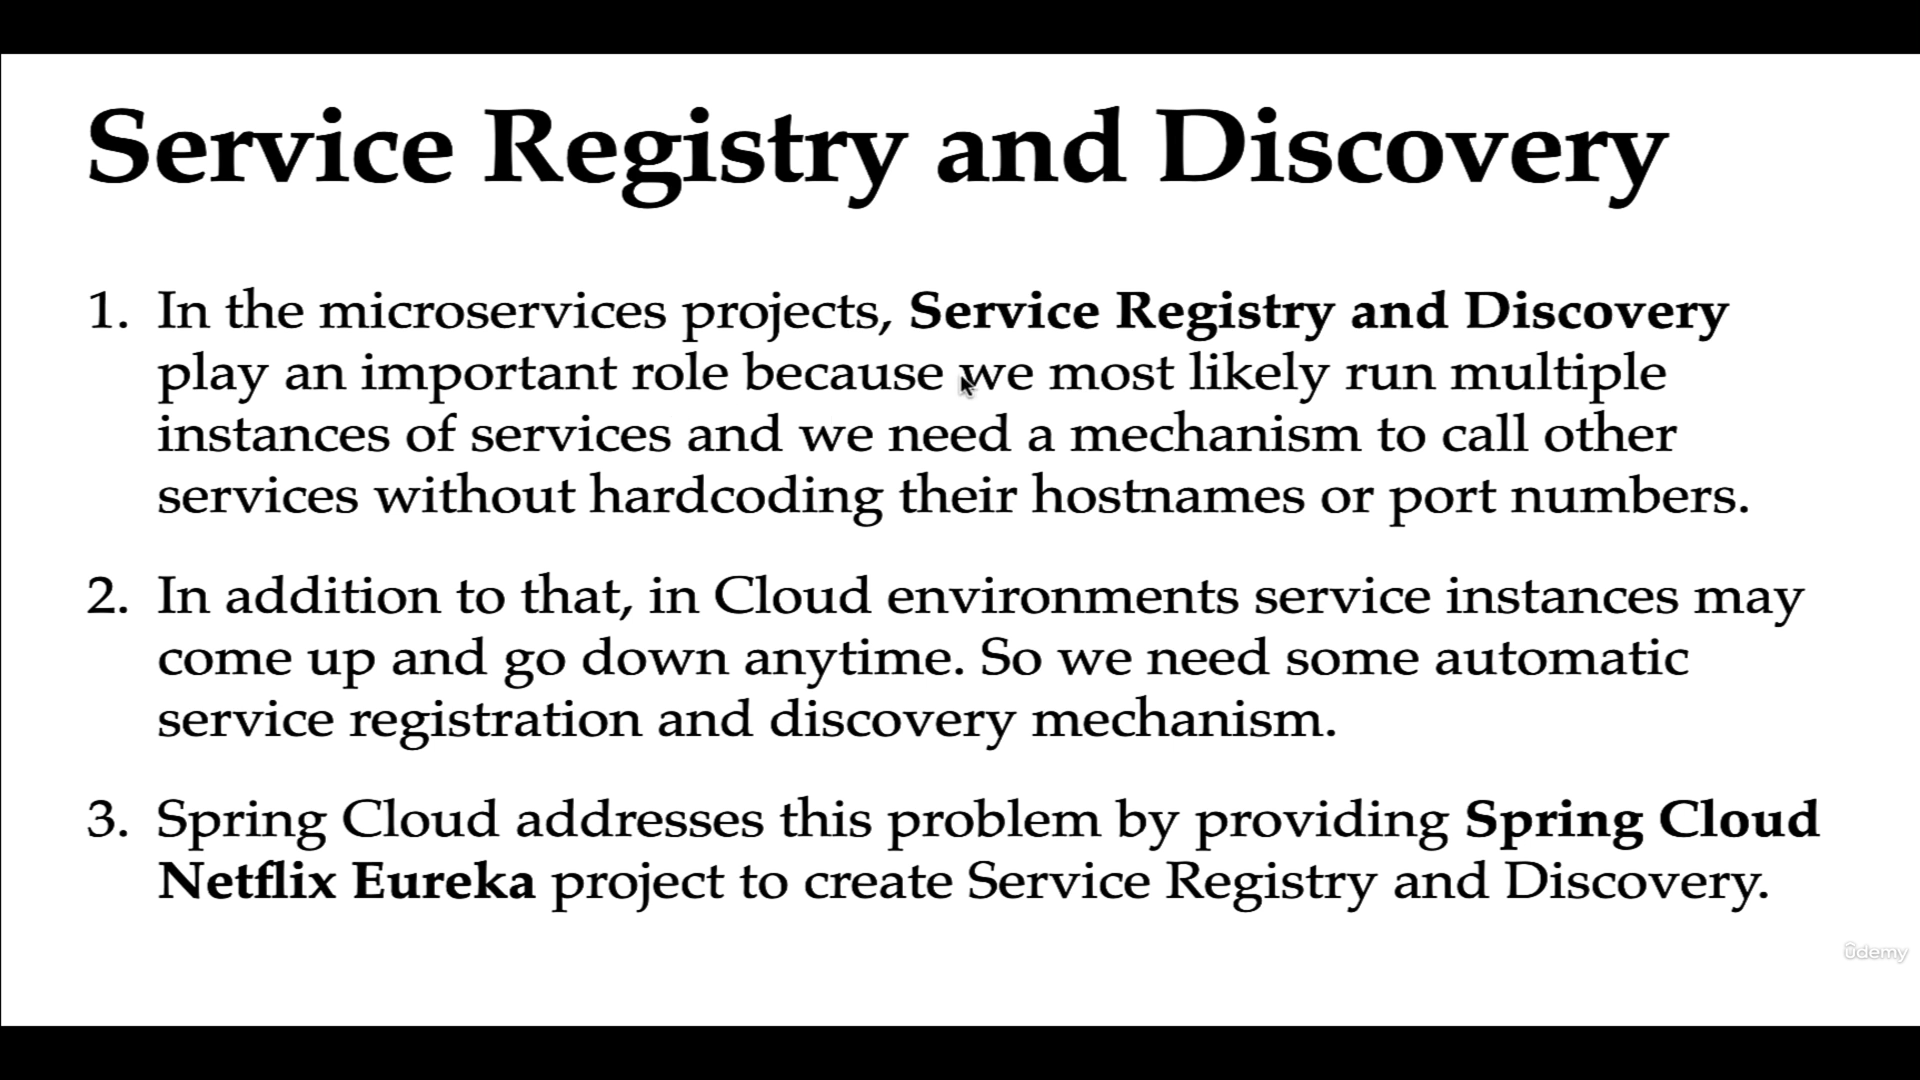 Service Registry and Discovery
1. In the microservices projects, Service Registry and Discovery
play an important role because we most likely run multiple
instances of services and we need a mechanism to call other
services without hardcoding their hostnames or port numbers.
2. In addition to that, in Cloud environments service instances may
come up and go down anytime. So we need some automatic
service registration and discovery mechanism.
3. Spring Cloud addresses this problem by providing Spring Cloud
Netflix Eureka project to create Service Registry and Discovery.
ûdemy